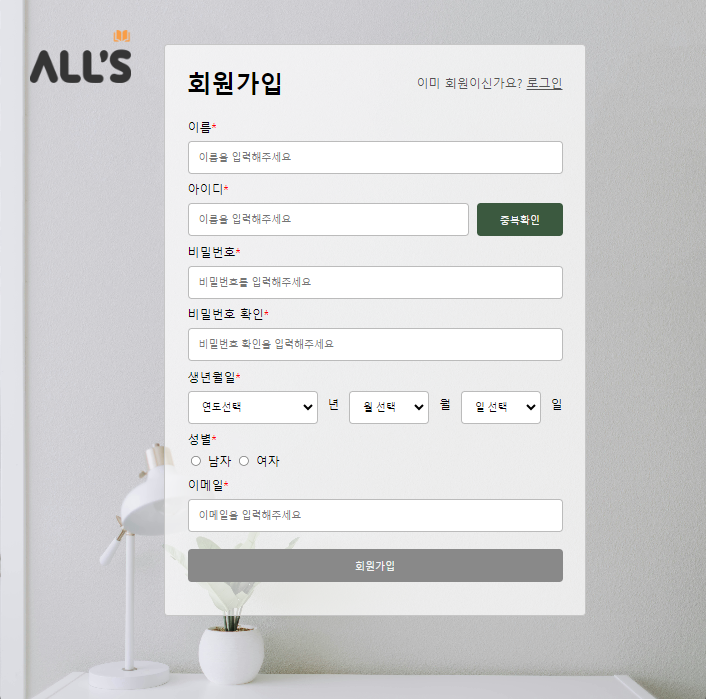 ALL'S
회원가입
이미 회원이신가요? 로그인
이름*
이름을 입력해주세요
아이디*
이름을 입력해주세요 중복확인
비밀번호*
비밀번호를 입력해주세요
비밀번호 확인*
비밀번호 확인을 입력해주세요
생년월일*
연도선택 년 월 선택 월 일 선택 일
성별*
남자 여자
이메일*
이메일을 입력해주세요
회원가입